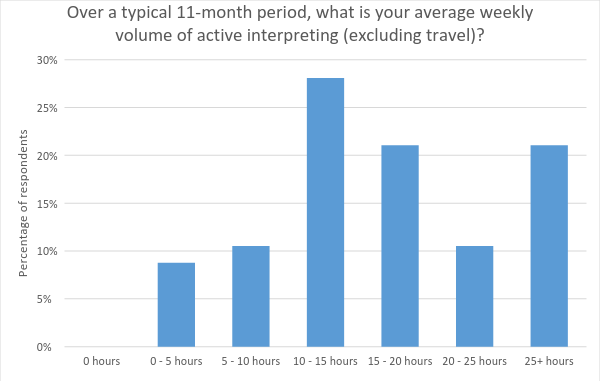 Over a typical 11-month period, what is your average weekly
volume of active interpreting (excluding travel)?
Percentage of respondents
30%
25%
20%
15%
10%
5%
0%
0 hours
0 - 5 hours
5 - 10 hours
10 - 15 hours
15 - 20 hours
20 - 25 hours
25+ hours